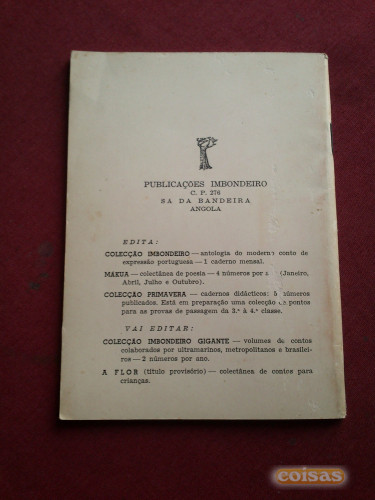 PUBLICAÇÕES IMBONDEIRO
C. P. 276
SA DA BANDEIRA
ANGOLA
EDITA:
COLECÇÃO IMBONDEIRO — antologia do moderno conto de
expressão portuguesa — 1 caderno mensal.
MÁKUA — colectânea de poesia — 4 números por a (Janeiro,
Abril, Julho e Outubro).
COLECÇÃO PRIMAVERA — cadernos didácticos: 5 números
publicados. Está em preparação uma colecção de pontos
para as provas de passagem da 3.ª à 4.ª classe.
VAI EDITAR:
COLECÇÃO IMBONDEIRO GIGANTE — volumes de contos
colaborados por ultramarinos, metropolitanos e brasilei-
ros — 2 números por ano.
A FLOR (título provisório) — colectânea de contos para
crianças.
coisas